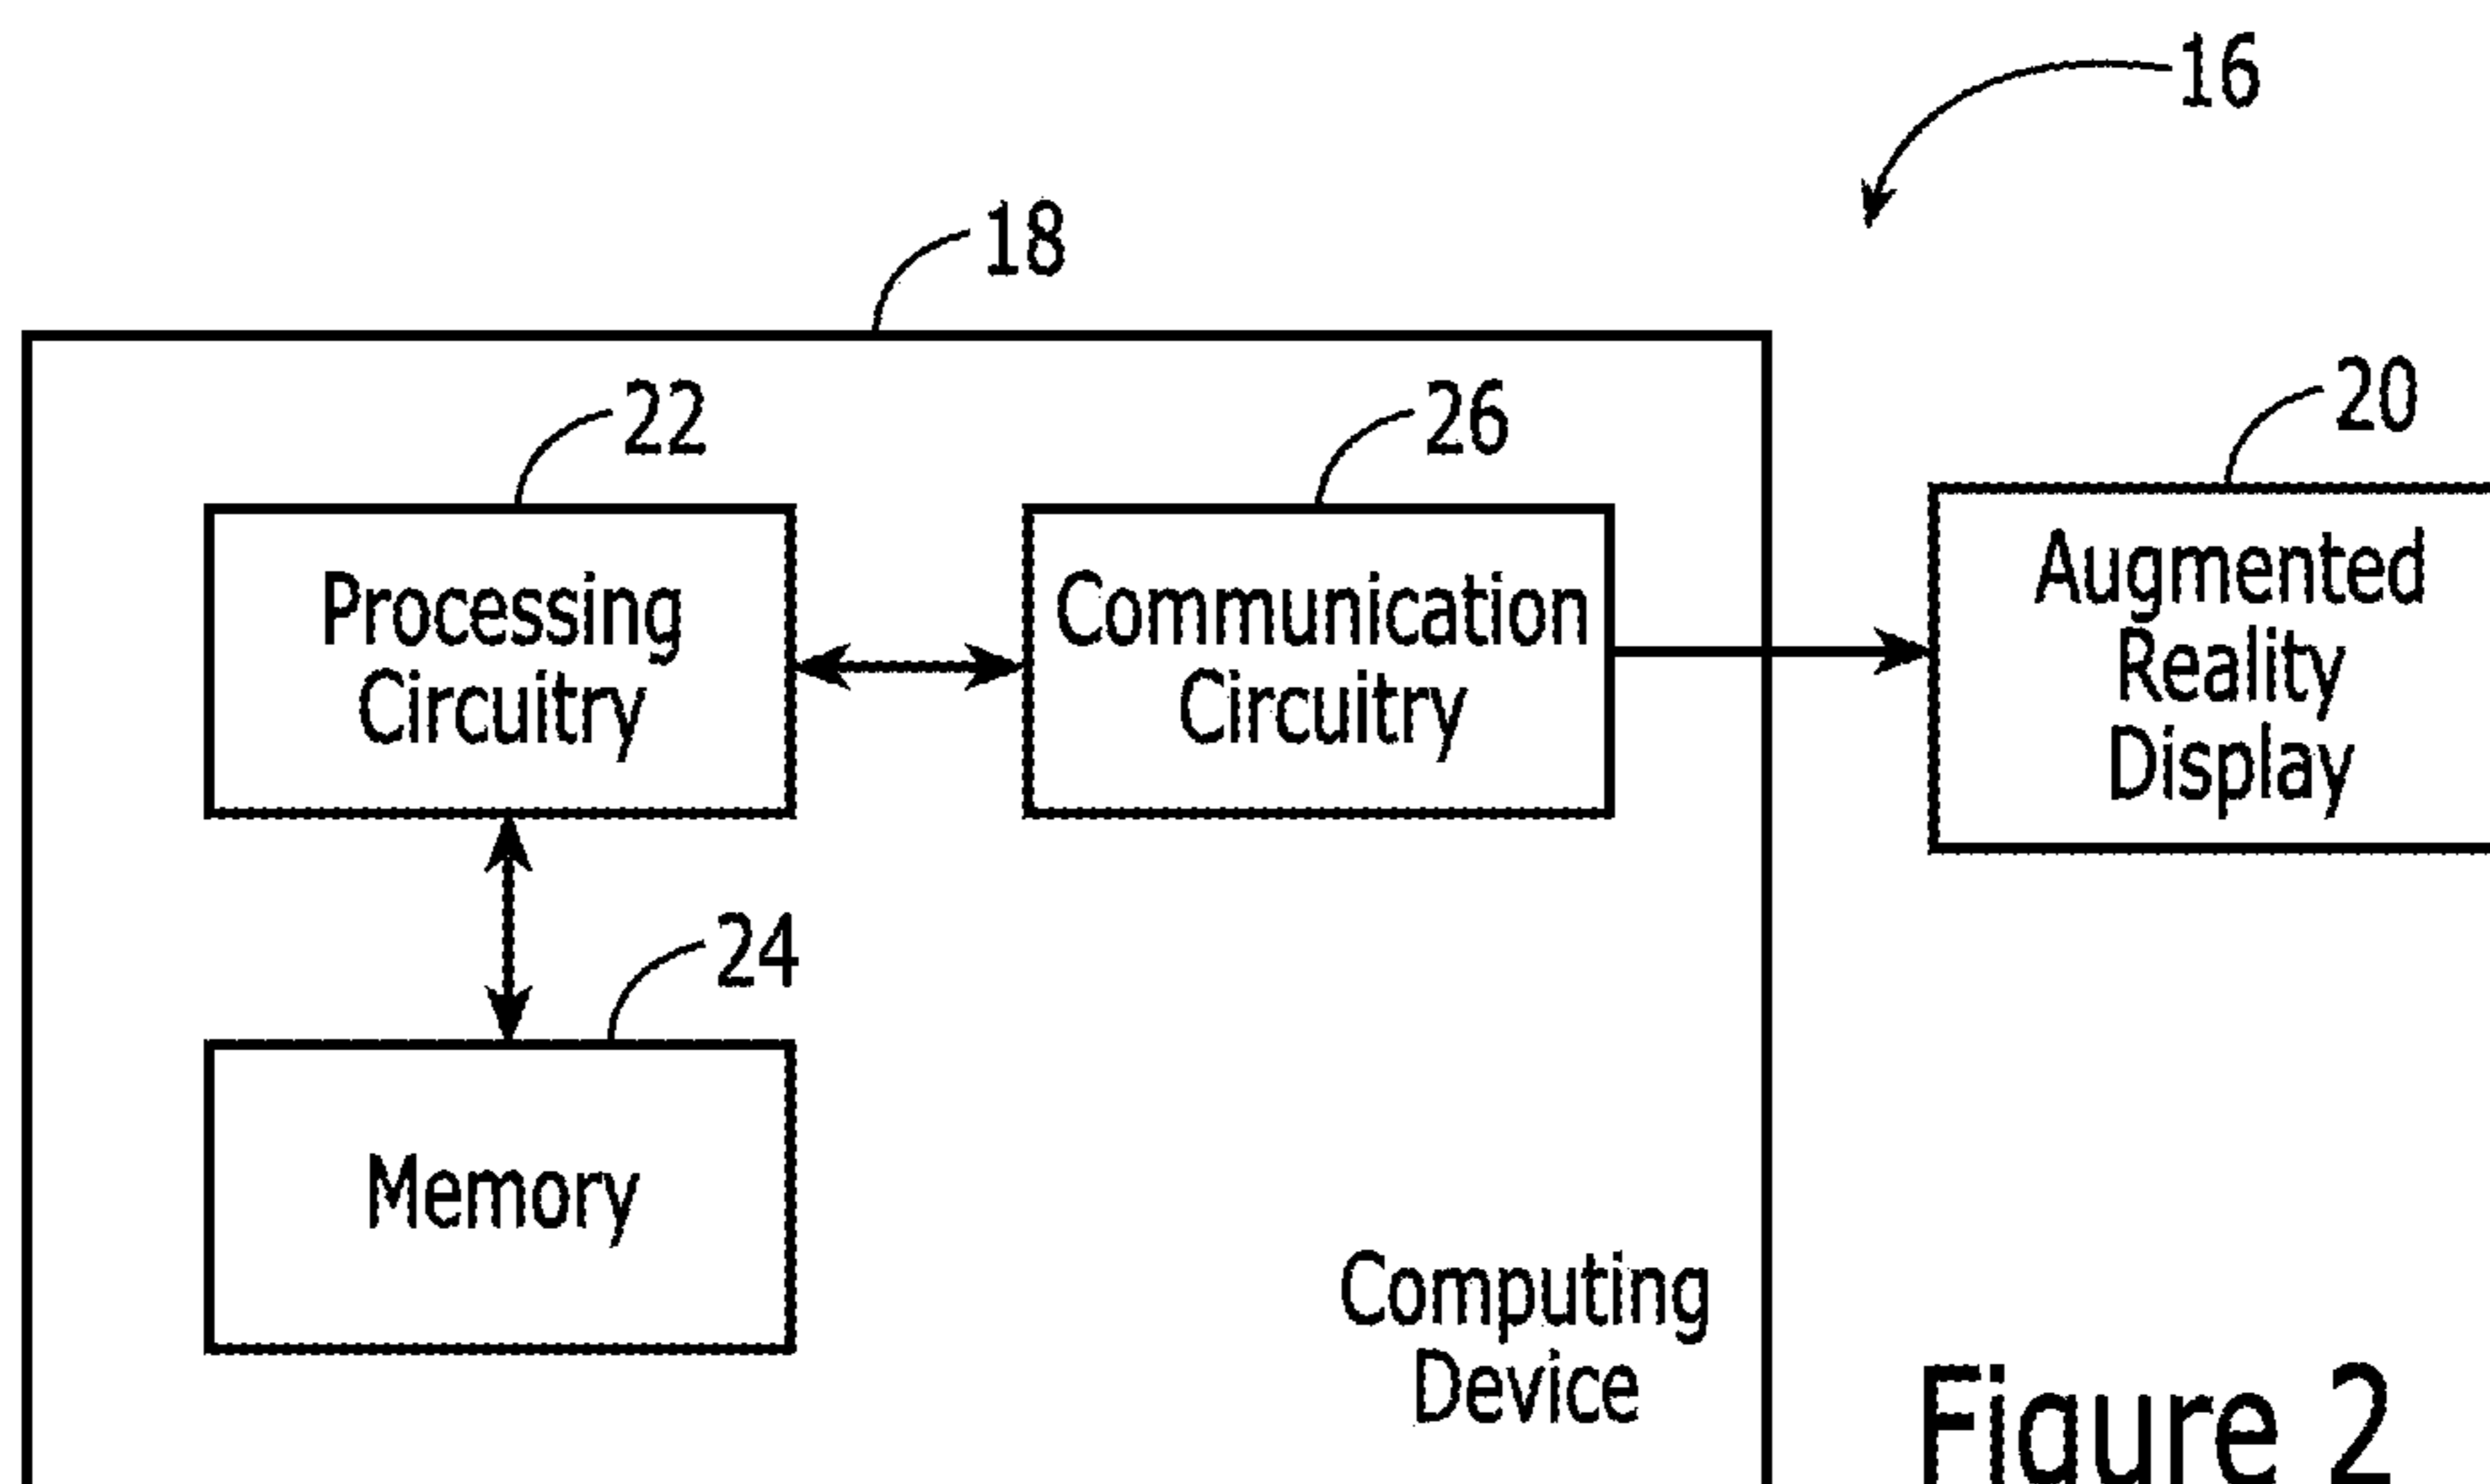 16
18
22
26
20
Processing
Circuitry
Communication
Circuitry
Augmented
Reality
Display
24
Memory
Computing
Device
Figure 2